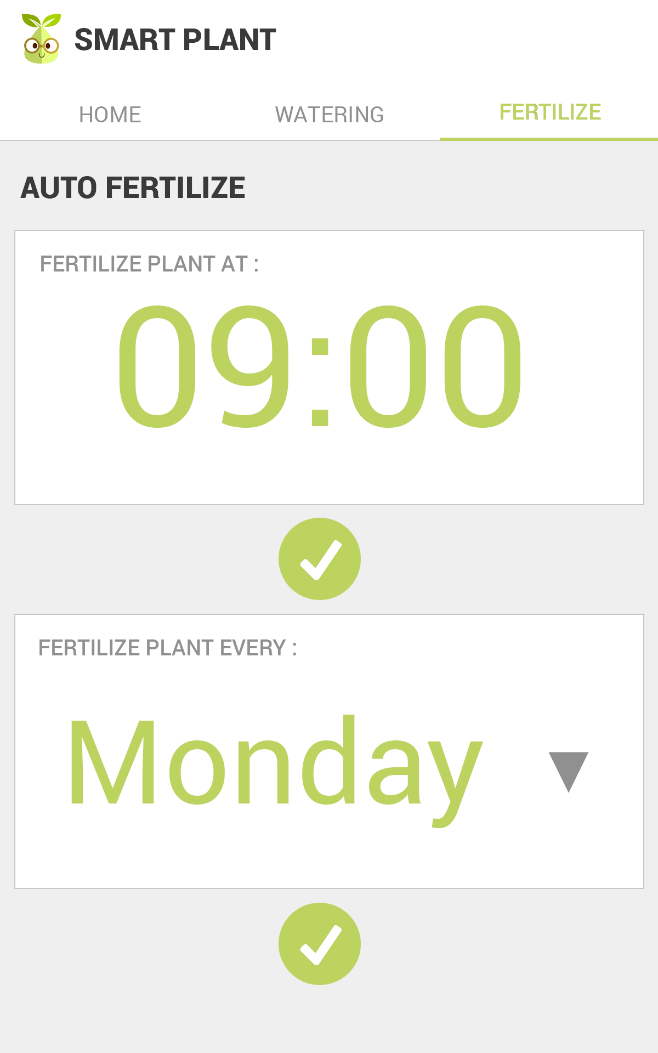 SMART PLANT
HOME WATERING FERTILIZE
AUTO FERTILIZE
FERTILIZE PLANT AT :
09:00
FERTILIZE PLANT EVERY :
Monday